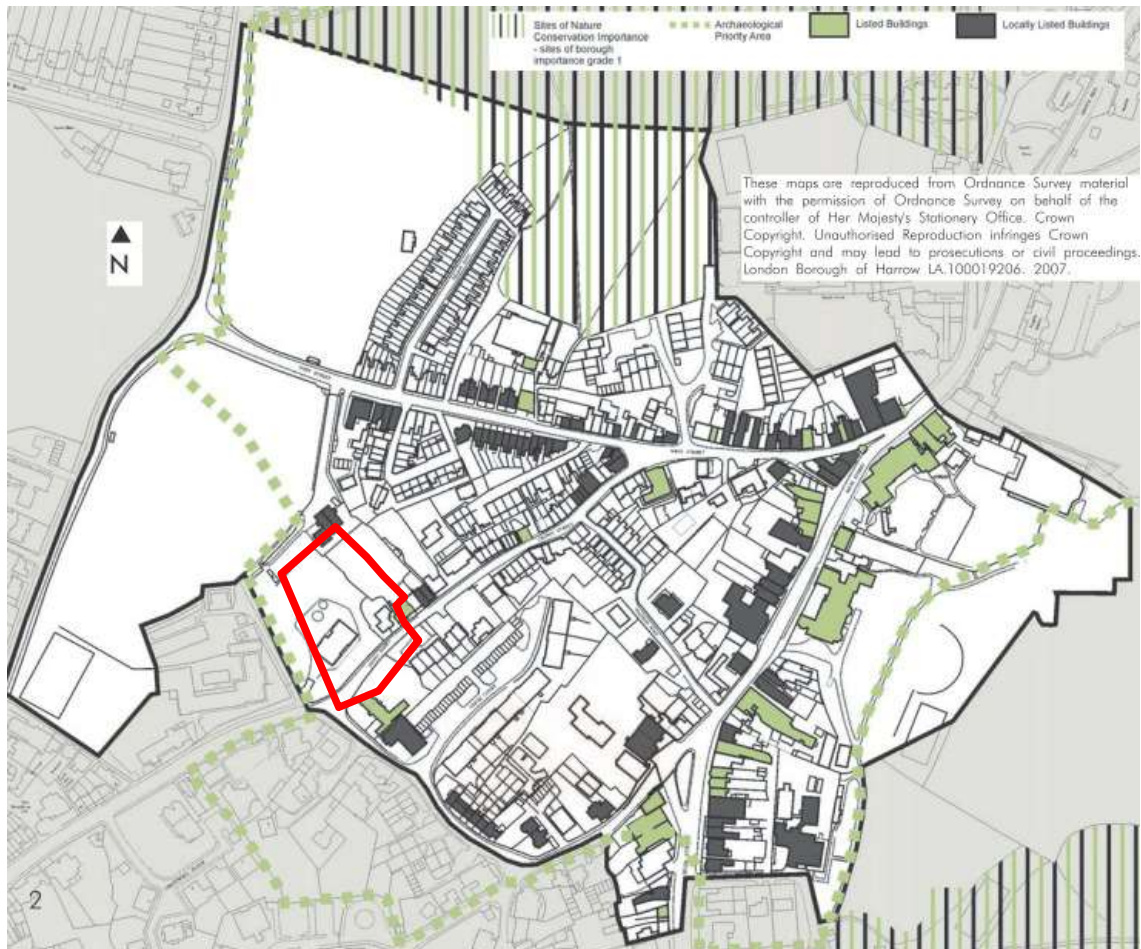 Sites of Nature
Conservation Importance
- sites of borough
importance grade 1
Archaeological
Priority Area
Listed Buildings
Locally Listed Buildings
These maps are reproduced from Ordnance Survey material
with the permission of Ordnance Survey on behalf of the
controller of Her Majesty's Stationery Office. Crown
Copyright. Unauthorised Reproduction infringes Crown
Copyright and may lead to prosecutions or civil proceedings.
London Borough of Harrow LA.100019206. 2007.
N
2